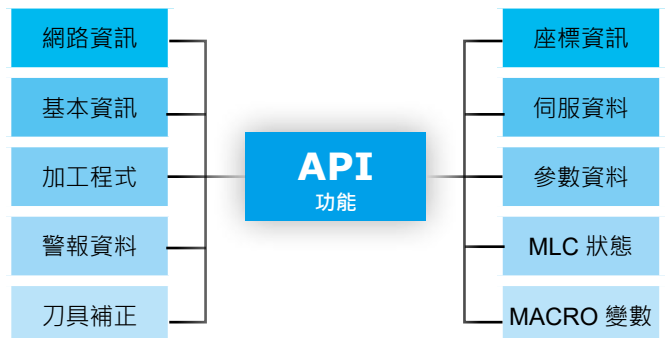 網路資訊
基本資訊
加工程式
警報資料
刀具補正
API
功能
座標資訊
伺服資料
參數資料
MLC 狀態
MACRO 變數